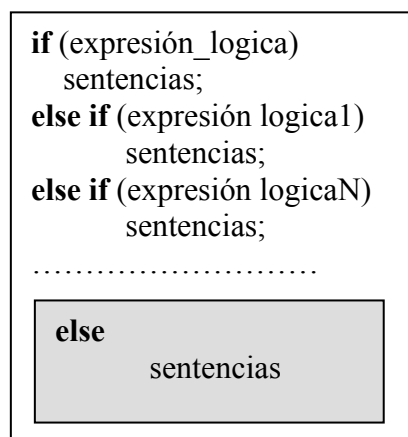 if (expresión_logica)
sentencias;
else if (expresión logica1)
sentencias;
else if (expresión logicaN)
sentencias;
…………………………
else
sentencias